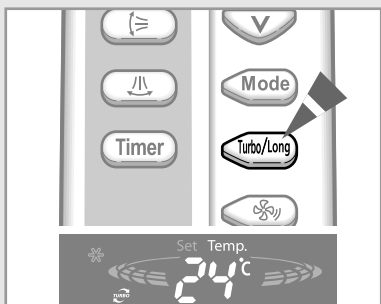 Mode
Timer
Turbo/Long
Set Temp.
24°C
TURBO